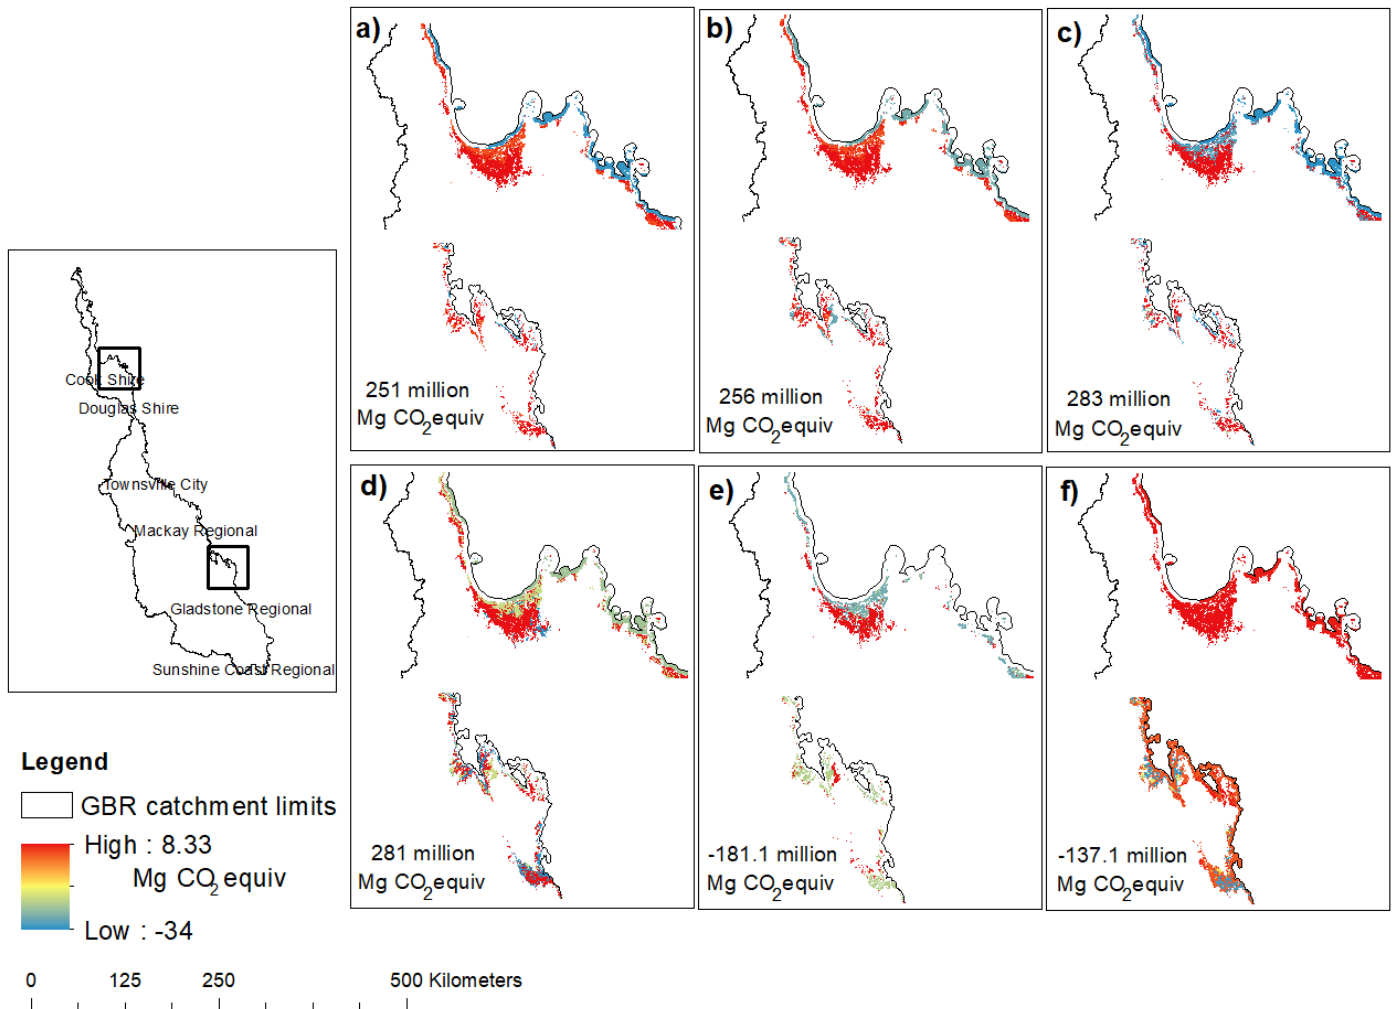 a)
251 million
Mg CO2equiv
b)
256 million
Mg CO2equiv
c)
283 million
Mg CO2equiv
Cook Shire
Douglas Shire
Townsville City
Mackay Regional
Gladstone Regional
Sunshine Coast Regional
d)
281 million
Mg CO2equiv
e)
-181.1 million
Mg CO2equiv
f)
-137.1 million
Mg CO2equiv
Legend
GBR catchment limits
High : 8.33
Mg CO2 equiv
Low : -34
0 125 250 500 Kilometers